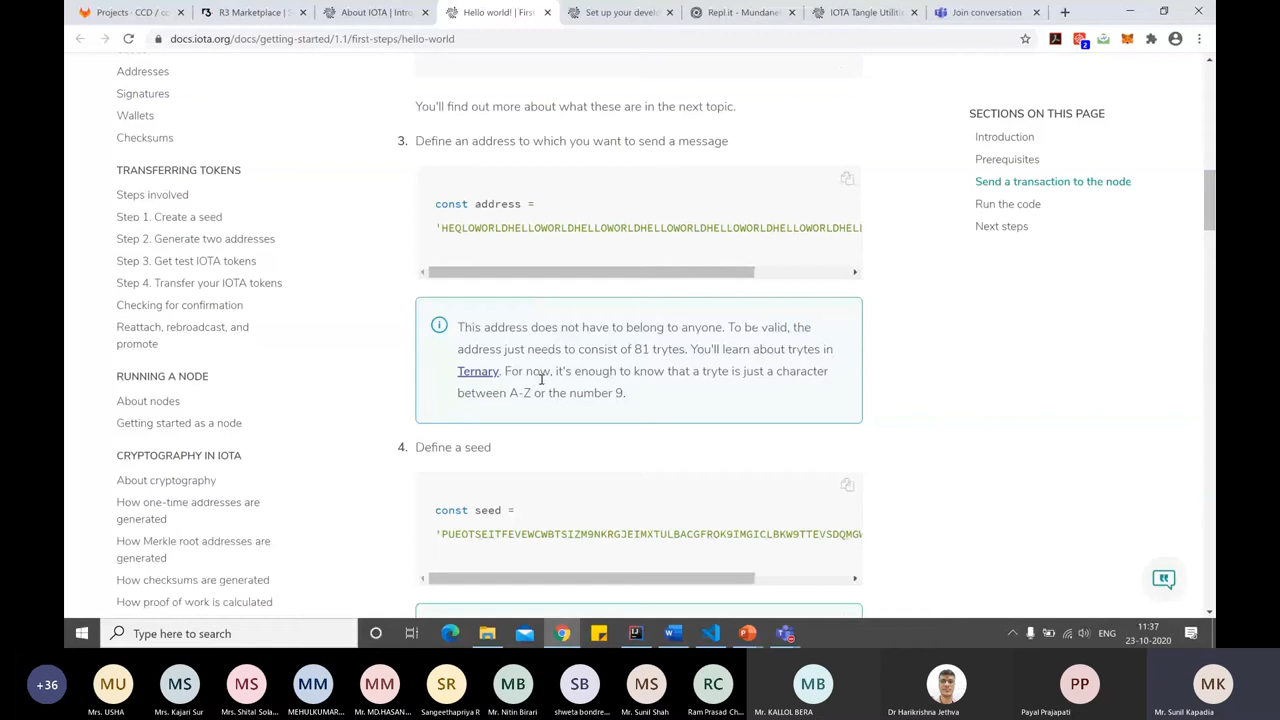 Projects · CCD / cc
R3 Marketplace | S
About IOTA | Intro
Hello world! | Firs
Set up your devel
Repl.it - Mundane
IOTA Tangle Utilitie
Join conversation
docs.iota.org/docs/getting-started/1.1/first-steps/hello-world
2
Addresses
Signatures
Wallets
Checksums
TRANSFERRING TOKENS
Steps involved
Step 1. Create a seed
Step 2. Generate two addresses
Step 3. Get test IOTA tokens
Step 4. Transfer your IOTA tokens
Checking for confirmation
Reattach, rebroadcast, and
promote
RUNNING A NODE
About nodes
Getting started as a node
CRYPTOGRAPHY IN IOTA
About cryptography
How one-time addresses are
generated
How Merkle root addresses are
generated
How checksums are generated
How proof of work is calculated
You'll find out more about what these are in the next topic.
3. Define an address to which you want to send a message
const address =
'HEQLOWORLDHELLOWORLDHELLOWORLDHELLOWORLDHELLOWORLDHELLOWORLDHELL
This address does not have to belong to anyone. To be valid, the
address just needs to consist of 81 trytes. You'll learn about trytes in
Ternary. For now, it's enough to know that a tryte is just a character
between A-Z or the number 9.
4. Define a seed
const seed =
'PUEOTSEITFEVEWCWBTSIZM9NKRGJEIMXTULBACGFRQK9IMGICLBKW9TTEVSDQMGW
SECTIONS ON THIS PAGE
Introduction
Prerequisites
Send a transaction to the node
Run the code
Next steps
Type here to search
ENG
11:37
23-10-2020
+36
MU
MS
MS
MM
MM
SR
MB
SB
MS
RC
MB
PP
MK
Mrs. USHA
Mrs. Kajari Sur
Mrs. Shital Sola...
MEHULKUMAR...
Mr. MD.HASAN...
Sangeethapriya R
Mr. Nitin Birari
shweta bondre...
Mr. Sunil Shah
Ram Prasad Ch...
Mr. KALLOL BERA
Dr Harikrishna Jethva
Payal Prajapati
Mr. Sunil Kapadia